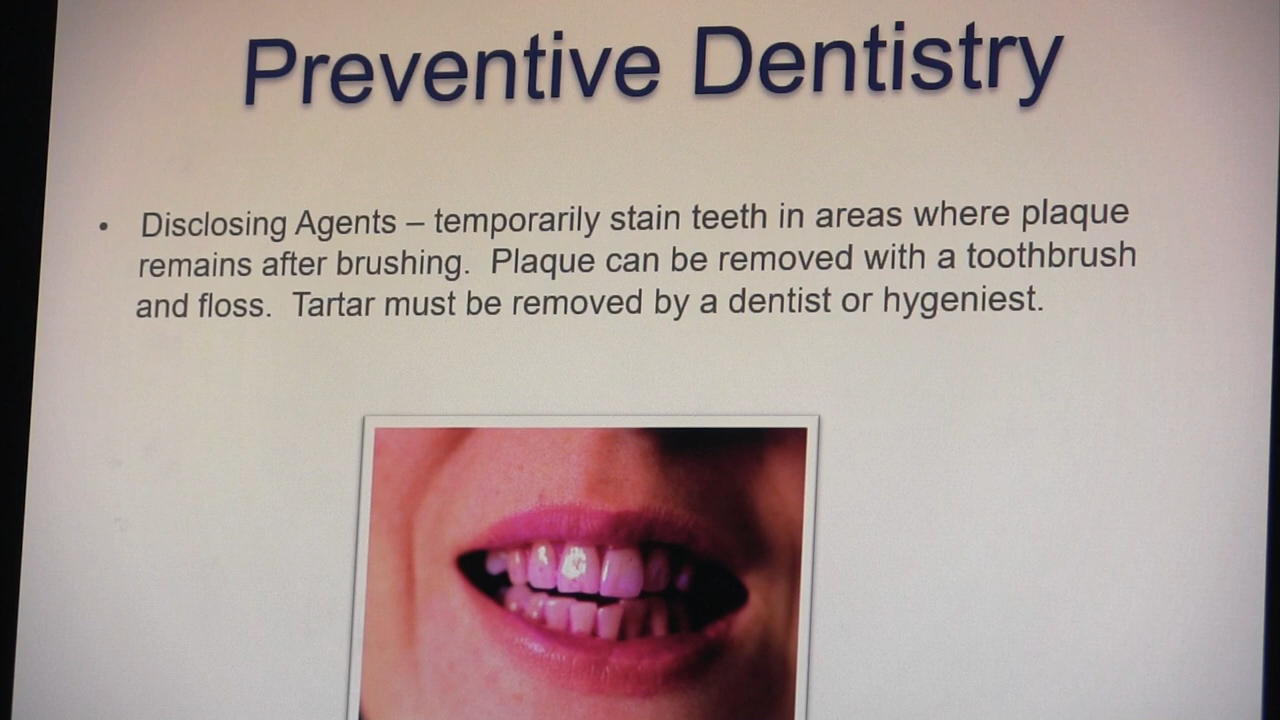 Preventive Dentistry
• Disclosing Agents – temporarily stain teeth in areas where plaque
remains after brushing. Plaque can be removed with a toothbrush
and floss. Tartar must be removed by a dentist or hygeniest.